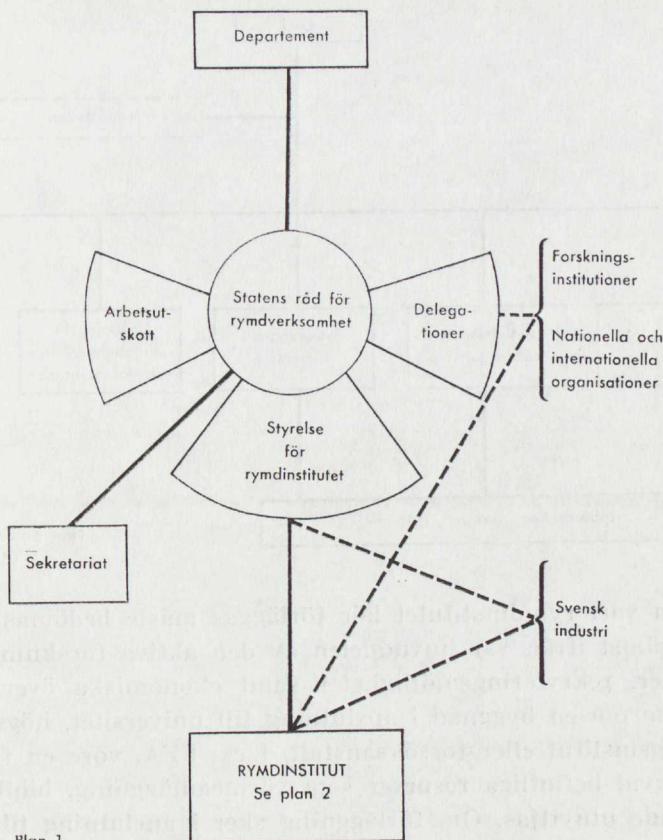 Departement
Statens råd för
rymdverksamhet
Arbetsut-
skott
Delega-
tioner
Forsknings-
institutioner
Nationella och
internationella
organisationer
Styrelse
för
rymdinstitutet
Sekretariat
Svensk
industri
RYMDINSTITUT
Se plan 2
Plan 1